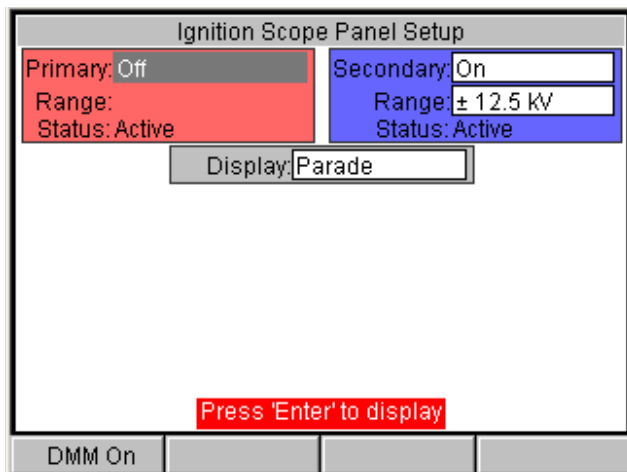 Ignition Scope Panel Setup
Primary: Off
Range:
Status: Active
Secondary: On
Range: ± 12.5 kV
Status: Active
Display: Parade
Press 'Enter' to display
DMM On